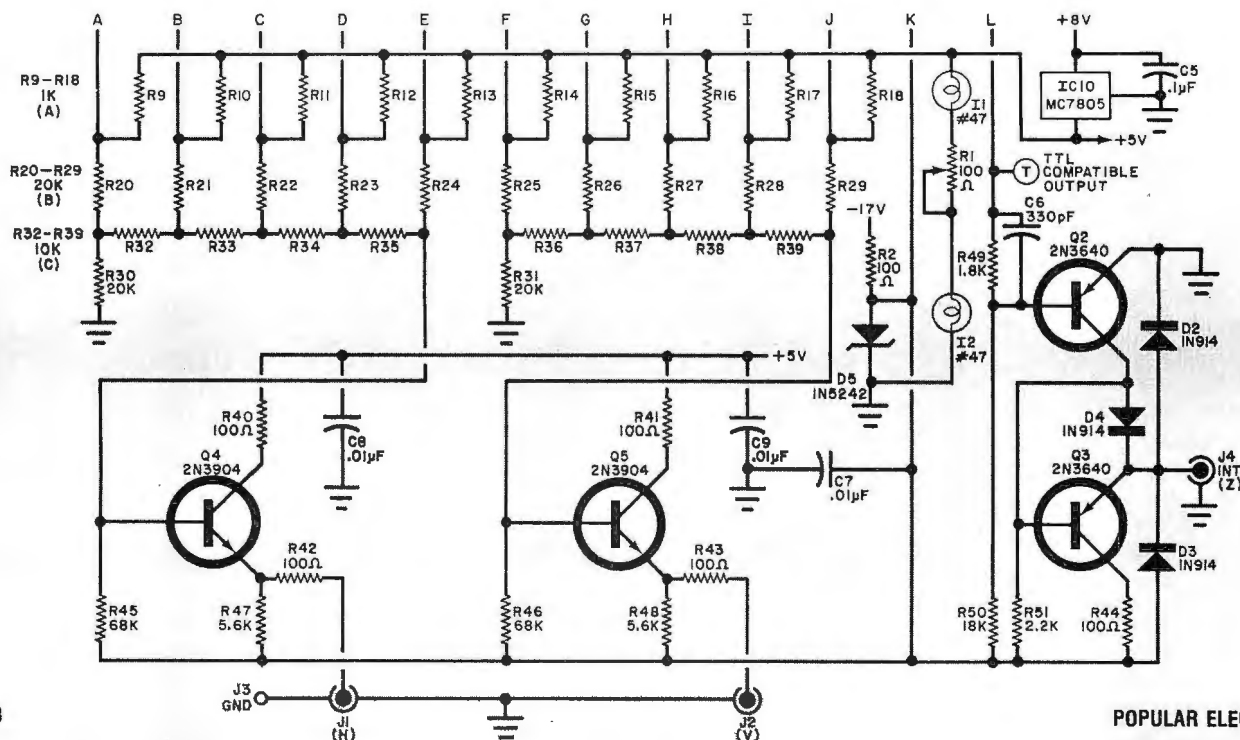 A B C D E F G H I J K L +8V
R9-R18
1K
(A)
R9 R10 R11 R12 R13 R14 R15 R16 R17 R18
I1
#47
IC10
MC7805
C5
.1µF
+5V
R20-R29
20K
(B)
R20 R21 R22 R23 R24 R25 R26 R27 R28 R29
R1
100
Ω
T
TTL
COMPATIBLE
OUTPUT
C6
330pF
-17V
R32-R39
10K
(C)
R32 R33 R34 R35 R36 R37 R38 R39
R30
20K
R31
20K
R2
100
Ω
R49
1.8K
Q2
2N3640
I2
#47
D2
1N914
D5
1N5242
+5V
R40
100Ω
C8
.01µF
R41
100Ω
C9
.01µF
C7
.01µF
D4
1N914
Q4
2N3904
Q5
2N3904
Q3
2N3640
J4
INT
(Z)
D3
1N914
R42
100Ω
R43
100Ω
R45
68K
R47
5.6K
R46
68K
R48
5.6K
R50
18K
R51
2.2K
R44
100Ω
J3
GND
J1
(H)
J2
(V)
POPULAR ELE